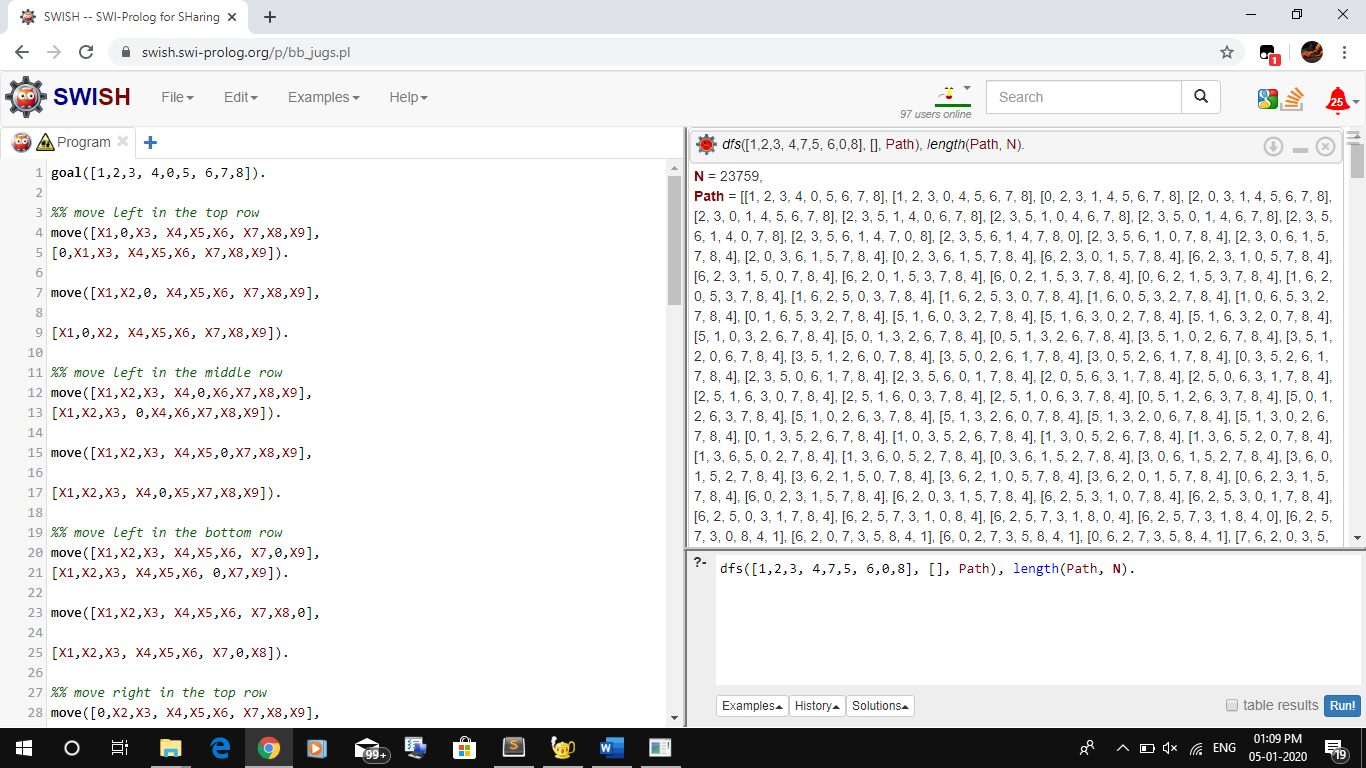 SWISH -- SWI-Prolog for SHaring
swish.swi-prolog.org/p/bb_jugs.pl
1
SWISH File Edit Examples Help
97 users online
Search
25
Program
1 goal([1,2,3, 4,0,5, 6,7,8]).
2
3 %% move left in the top row
4 move([X1,0,X3, X4,X5,X6, X7,X8,X9],
5 [0,X1,X3, X4,X5,X6, X7,X8,X9]).
6
7 move([X1,X2,0, X4,X5,X6, X7,X8,X9],
8
9 [X1,0,X2, X4,X5,X6, X7,X8,X9]).
10
11 %% move left in the middle row
12 move([X1,X2,X3, X4,0,X6,X7,X8,X9],
13 [X1,X2,X3, 0,X4,X6,X7,X8,X9]).
14
15 move([X1,X2,X3, X4,X5,0,X7,X8,X9],
16
17 [X1,X2,X3, X4,0,X5,X7,X8,X9]).
18
19 %% move left in the bottom row
20 move([X1,X2,X3, X4,X5,X6, X7,0,X9],
21 [X1,X2,X3, X4,X5,X6, 0,X7,X9]).
22
23 move([X1,X2,X3, X4,X5,X6, X7,X8,0],
24
25 [X1,X2,X3, X4,X5,X6, X7,0,X8]).
26
27 %% move right in the top row
28 move([0,X2,X3, X4,X5,X6, X7,X8,X9],
dfs([1,2,3, 4,7,5, 6,0,8], [], Path), length(Path, N).
N = 23759,
Path = [[1, 2, 3, 4, 0, 5, 6, 7, 8], [1, 2, 3, 0, 4, 5, 6, 7, 8], [0, 2, 3, 1, 4, 5, 6, 7, 8], [2, 0, 3, 1, 4, 5, 6, 7, 8],
[2, 3, 0, 1, 4, 5, 6, 7, 8], [2, 3, 5, 1, 4, 0, 6, 7, 8], [2, 3, 5, 1, 0, 4, 6, 7, 8], [2, 3, 5, 0, 1, 4, 6, 7, 8], [2, 3, 5,
6, 1, 4, 0, 7, 8], [2, 3, 5, 6, 1, 4, 7, 0, 8], [2, 3, 5, 6, 1, 4, 7, 8, 0], [2, 3, 5, 6, 1, 0, 7, 8, 4], [2, 3, 0, 6, 1, 5,
7, 8, 4], [2, 0, 3, 6, 1, 5, 7, 8, 4], [0, 2, 3, 6, 1, 5, 7, 8, 4], [6, 2, 3, 0, 1, 5, 7, 8, 4], [6, 2, 3, 1, 0, 5, 7, 8, 4],
[6, 2, 3, 1, 5, 0, 7, 8, 4], [6, 2, 0, 1, 5, 3, 7, 8, 4], [6, 0, 2, 1, 5, 3, 7, 8, 4], [0, 6, 2, 1, 5, 3, 7, 8, 4], [1, 6, 2,
0, 5, 3, 7, 8, 4], [1, 6, 2, 5, 0, 3, 7, 8, 4], [1, 6, 2, 5, 3, 0, 7, 8, 4], [1, 6, 0, 5, 3, 2, 7, 8, 4], [1, 0, 6, 5, 3, 2,
7, 8, 4], [0, 1, 6, 5, 3, 2, 7, 8, 4], [5, 1, 6, 0, 3, 2, 7, 8, 4], [5, 1, 6, 3, 0, 2, 7, 8, 4], [5, 1, 6, 3, 2, 0, 7, 8, 4],
[5, 1, 0, 3, 2, 6, 7, 8, 4], [5, 0, 1, 3, 2, 6, 7, 8, 4], [0, 5, 1, 3, 2, 6, 7, 8, 4], [3, 5, 1, 0, 2, 6, 7, 8, 4], [3, 5, 1,
2, 0, 6, 7, 8, 4], [3, 5, 1, 2, 6, 0, 7, 8, 4], [3, 5, 0, 2, 6, 1, 7, 8, 4], [3, 0, 5, 2, 6, 1, 7, 8, 4], [0, 3, 5, 2, 6, 1,
7, 8, 4], [2, 3, 5, 0, 6, 1, 7, 8, 4], [2, 3, 5, 6, 0, 1, 7, 8, 4], [2, 0, 5, 6, 3, 1, 7, 8, 4], [2, 5, 0, 6, 3, 1, 7, 8, 4],
[2, 5, 1, 6, 3, 0, 7, 8, 4], [2, 5, 1, 6, 0, 3, 7, 8, 4], [2, 5, 1, 0, 6, 3, 7, 8, 4], [0, 5, 1, 2, 6, 3, 7, 8, 4], [5, 0, 1,
2, 6, 3, 7, 8, 4], [5, 1, 0, 2, 6, 3, 7, 8, 4], [5, 1, 3, 2, 6, 0, 7, 8, 4], [5, 1, 3, 2, 0, 6, 7, 8, 4], [5, 1, 3, 0, 2, 6,
7, 8, 4], [0, 1, 3, 5, 2, 6, 7, 8, 4], [1, 0, 3, 5, 2, 6, 7, 8, 4], [1, 3, 0, 5, 2, 6, 7, 8, 4], [1, 3, 6, 5, 2, 0, 7, 8, 4],
[1, 3, 6, 5, 0, 2, 7, 8, 4], [1, 3, 6, 0, 5, 2, 7, 8, 4], [0, 3, 6, 1, 5, 2, 7, 8, 4], [3, 0, 6, 1, 5, 2, 7, 8, 4], [3, 6, 0,
1, 5, 2, 7, 8, 4], [3, 6, 2, 1, 5, 0, 7, 8, 4], [3, 6, 2, 1, 0, 5, 7, 8, 4], [3, 6, 2, 0, 1, 5, 7, 8, 4], [0, 6, 2, 3, 1, 5,
7, 8, 4], [6, 0, 2, 3, 1, 5, 7, 8, 4], [6, 2, 0, 3, 1, 5, 7, 8, 4], [6, 2, 5, 3, 1, 0, 7, 8, 4], [6, 2, 5, 3, 0, 1, 7, 8, 4],
[6, 2, 5, 0, 3, 1, 7, 8, 4], [6, 2, 5, 7, 3, 1, 0, 8, 4], [6, 2, 5, 7, 3, 1, 8, 0, 4], [6, 2, 5, 7, 3, 1, 8, 4, 0], [6, 2, 5,
7, 3, 0, 8, 4, 1], [6, 2, 0, 7, 3, 5, 8, 4, 1], [6, 0, 2, 7, 3, 5, 8, 4, 1], [0, 6, 2, 7, 3, 5, 8, 4, 1], [7, 6, 2, 0, 3, 5,
?- dfs([1,2,3, 4,7,5, 6,0,8], [], Path), length(Path, N).
Examples History Solutions table results Run!
99+
ENG
01:09 PM
05-01-2020
19